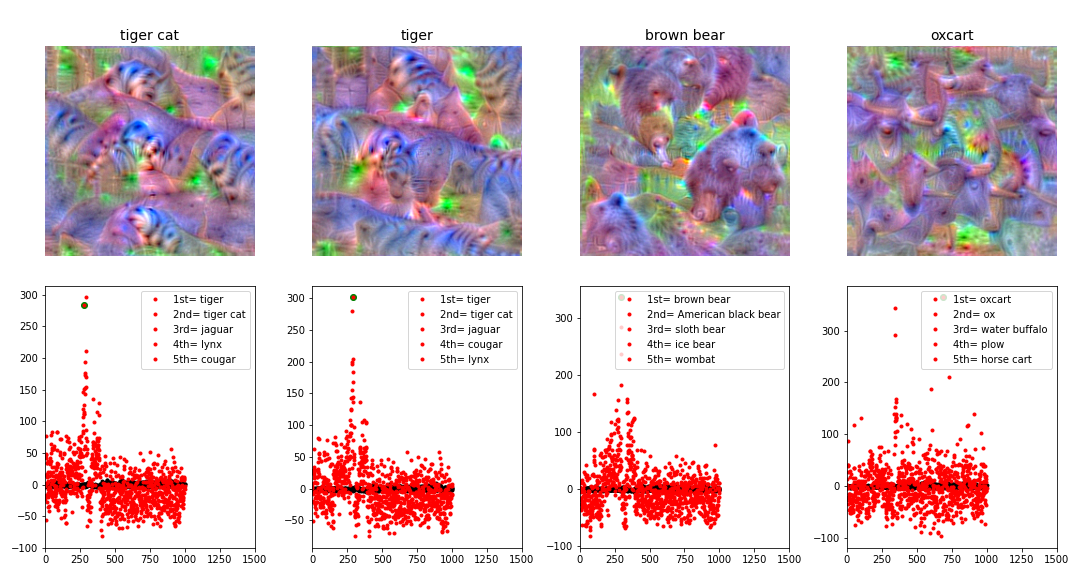 tiger cat
tiger
brown bear
oxcart
300
250
200
150
100
50
0
−50
−100
0
250
500
750
1000
1500
1st= tiger
2nd= tiger cat
3rd= jaguar
4th= lynx
5th= cougar
300
250
200
150
100
50
0
−50
0
250
500
750
1000
1500
1st= tiger
2nd= tiger cat
3rd= jaguar
4th= cougar
5th= lynx
300
200
100
0
−100
0
250
500
750
1000
1500
1st= brown bear
2nd= American black bear
3rd= sloth bear
4th= ice bear
5th= wombat
300
200
100
0
−100
0
250
500
750
1000
1500
1st= oxcart
2nd= ox
3rd= water buffalo
4th= plow
5th= horse cart